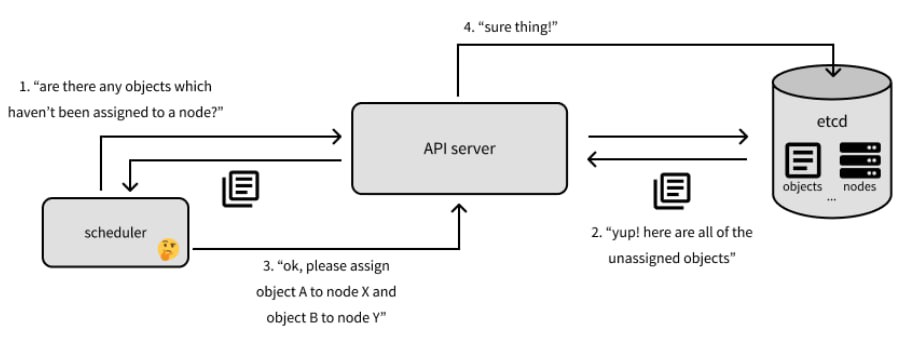 4. “sure thing!”
1. “are there any objects which
haven’t been assigned to a node?”
API server
etcd
objects nodes
...
scheduler
2. “yup! here are all of the
unassigned objects”
3. “ok, please assign
object A to node X and
object B to node Y”